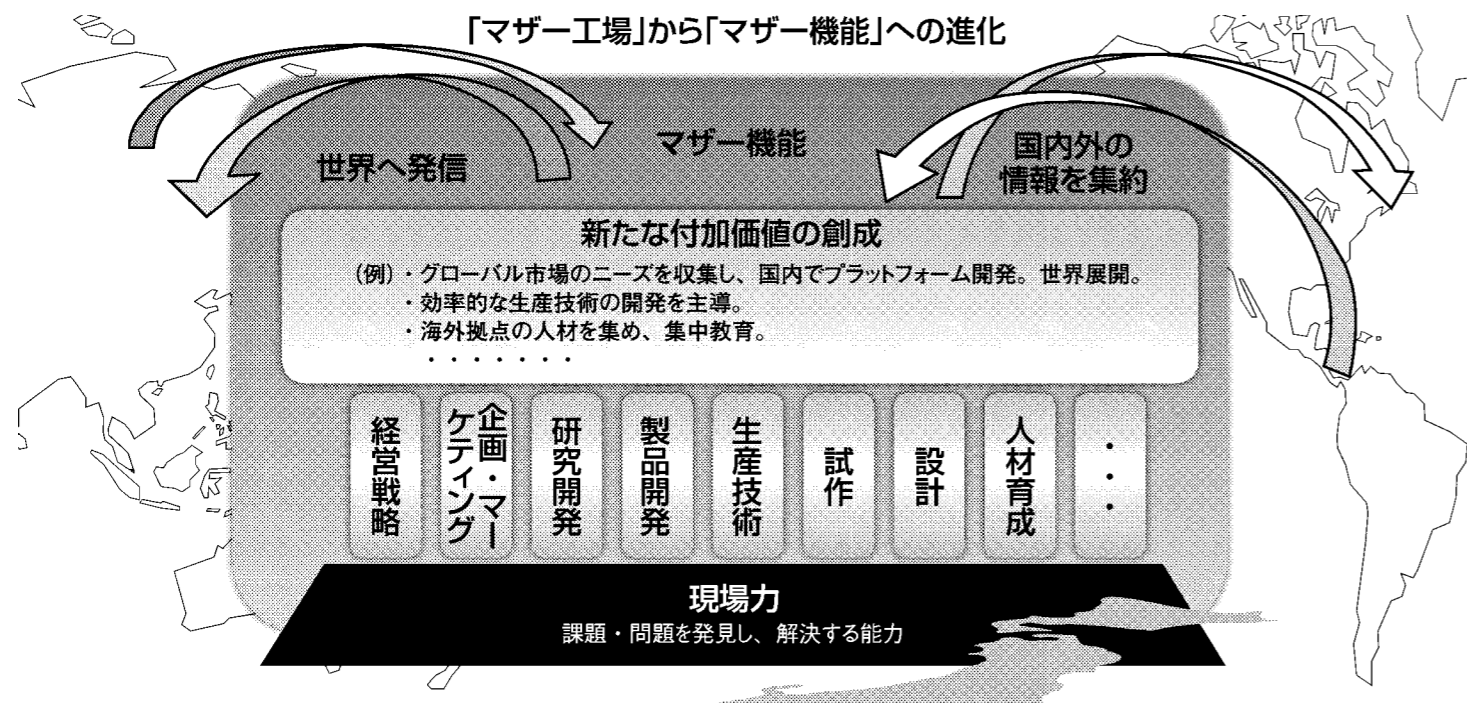 「マザー工場」から「マザー機能」への進化
マザー機能
世界へ発信
国内外の
情報を集約
新たな付加価値の創成
（例）・グローバル市場のニーズを収集し、国内でプラットフォーム開発。世界展開。
・効率的な生産技術の開発を主導。
・海外拠点の人材を集め、集中教育。
・・・・・・・
経営戦略
企画・マー
ケティング
研究開発
製品開発
生産技術
試作
設計
人材育成
・・・
現場力
課題・問題を発見し、解決する能力